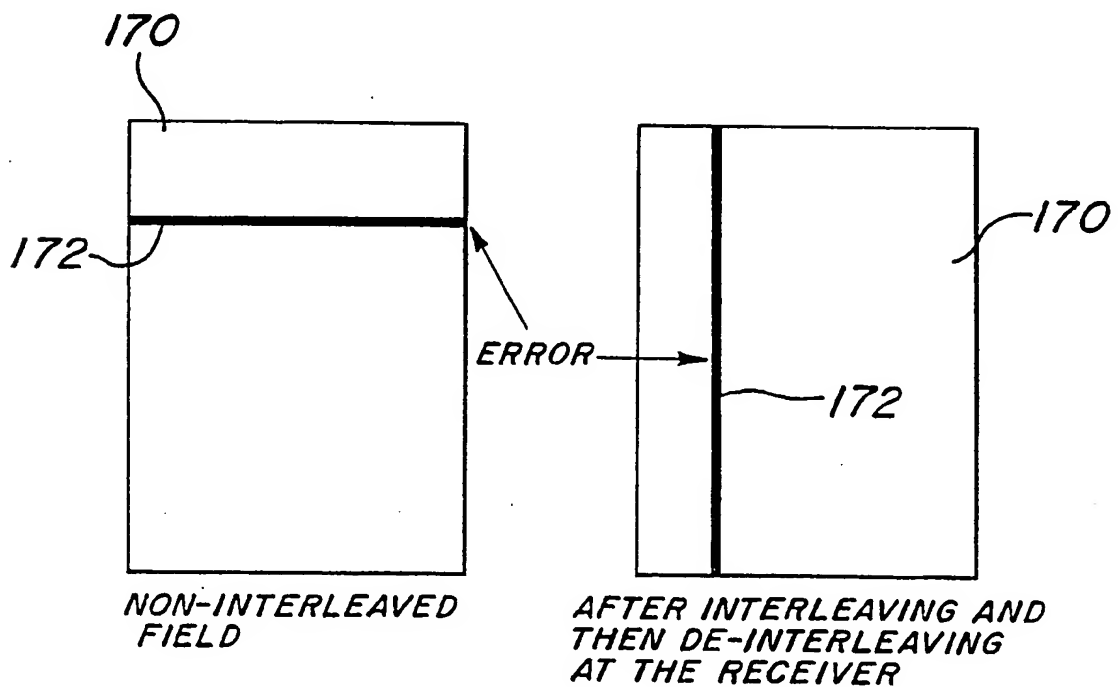 170
172
ERROR
170
172
NON-INTERLEAVED
FIELD
AFTER INTERLEAVING AND
THEN DE-INTERLEAVING
AT THE RECEIVER